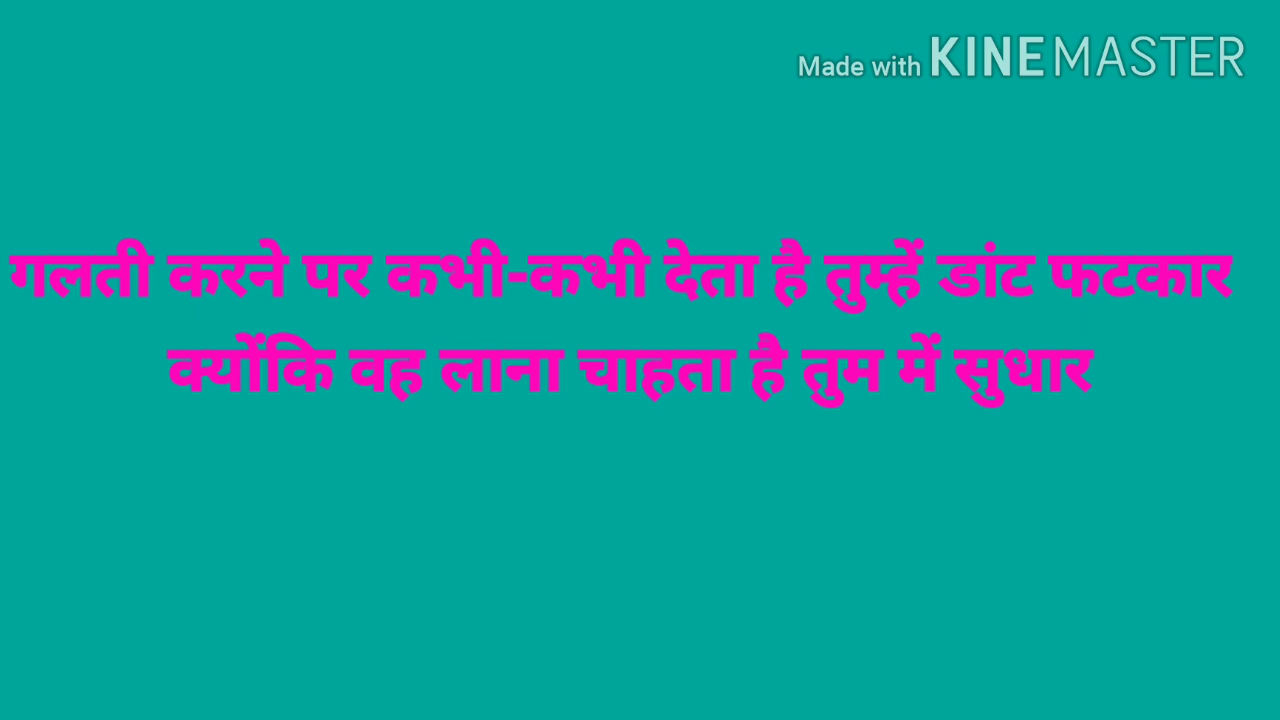 Made with KINEMASTER
गलती करने पर कभी-कभी देता है तुम्हें डांट फटकार
क्योंकि वह लाना चाहता है तुम में सुधार